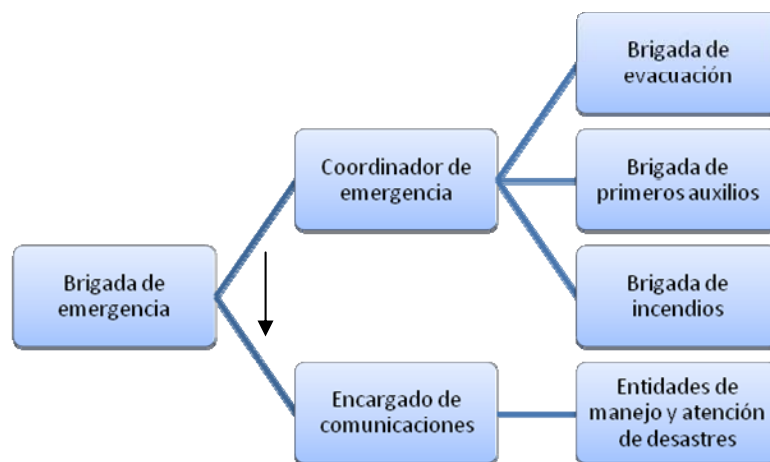 Brigada de
emergencia
Coordinador de
emergencia
Brigada de
evacuación
Brigada de
primeros auxilios
Brigada de
incendios
Encargado de
comunicaciones
Entidades de
manejo y atención
de desastres